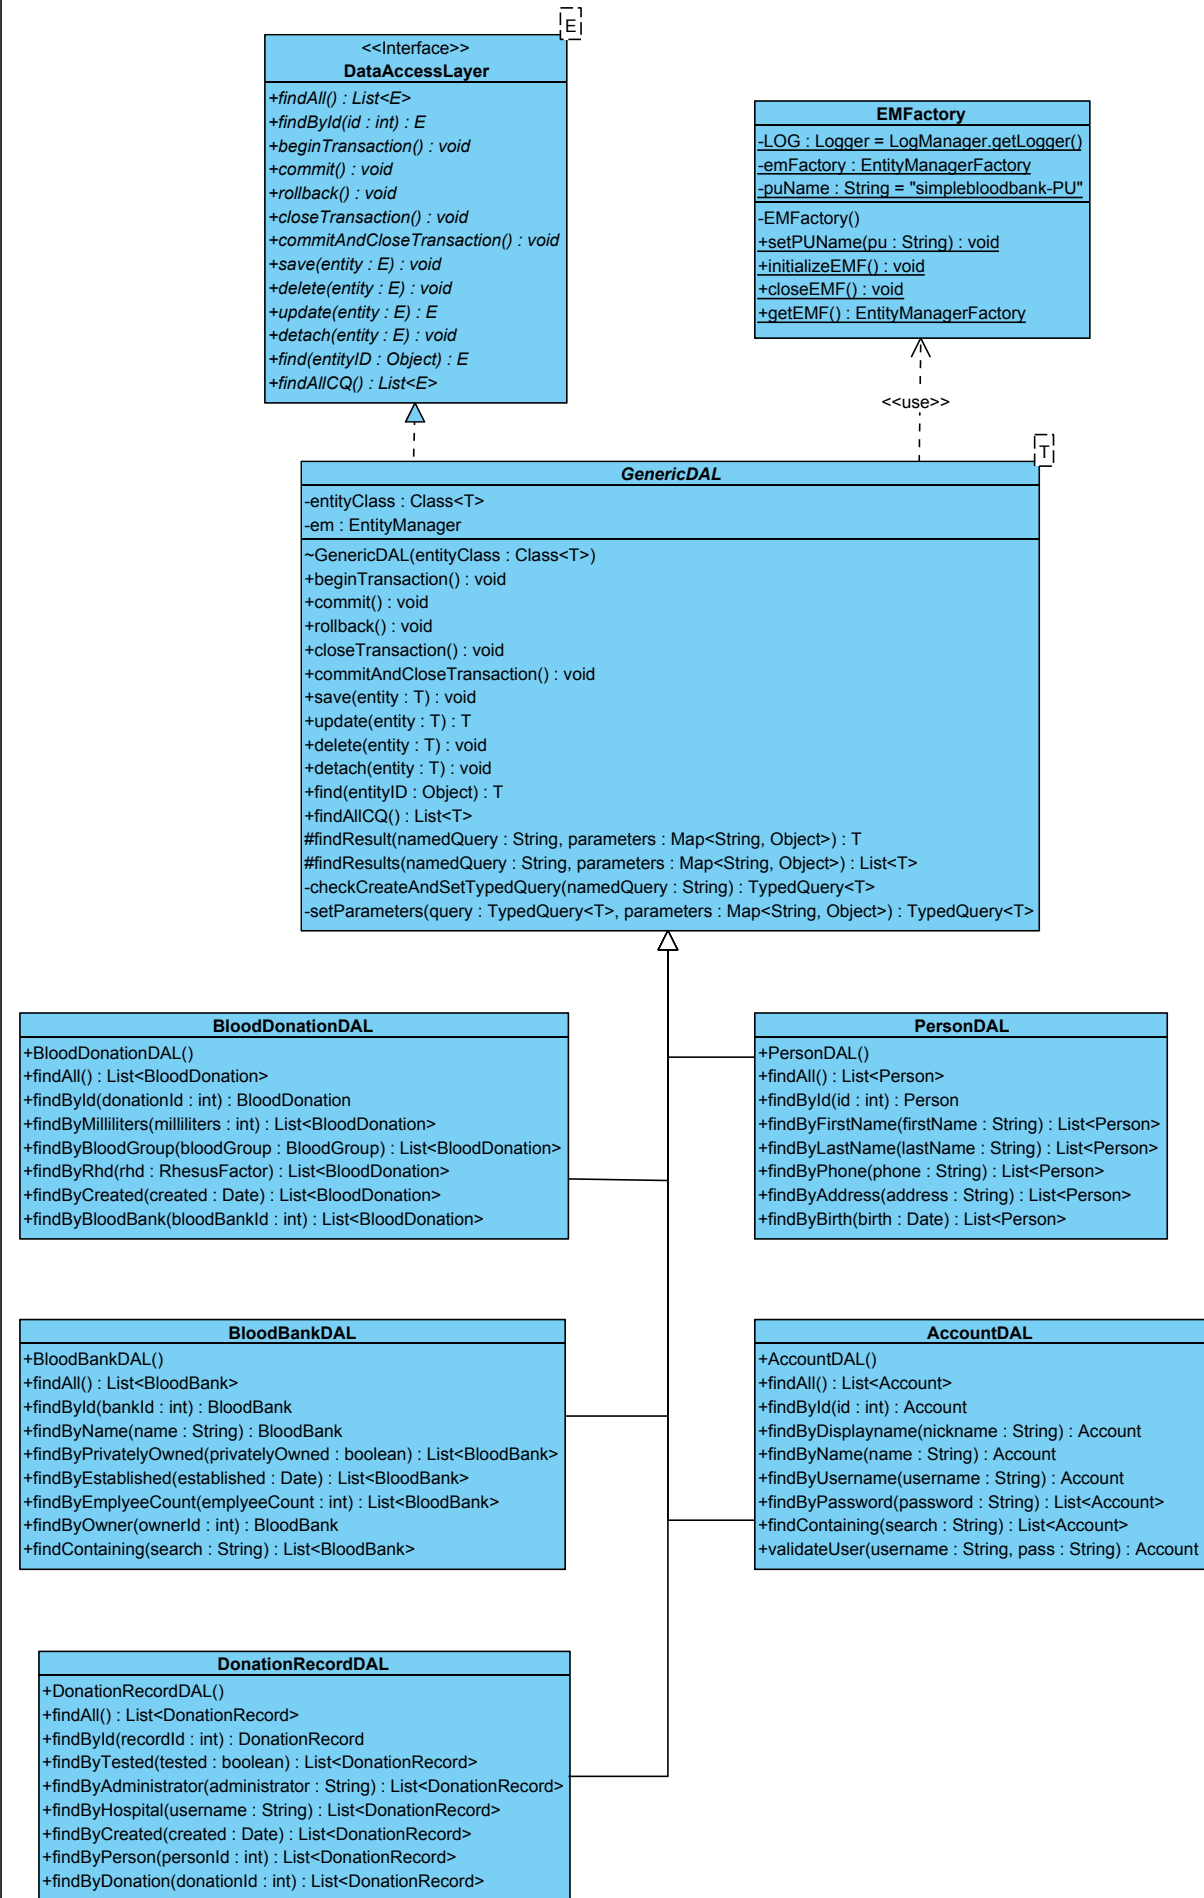 E
<<Interface>>
DataAccessLayer
+findAll() : List<E>
+findById(id : int) : E
+beginTransaction() : void
+commit() : void
+rollback() : void
+closeTransaction() : void
+commitAndCloseTransaction() : void
+save(entity : E) : void
+delete(entity : E) : void
+update(entity : E) : E
+detach(entity : E) : void
+find(entityID : Object) : E
+findAllCQ() : List<E>
EMFactory
-LOG : Logger = LogManager.getLogger()
-emFactory : EntityManagerFactory
-puName : String = "simplebloodbank-PU"
-EMFactory()
+setPUName(pu : String) : void
+initializeEMF() : void
+closeEMF() : void
+getEMF() : EntityManagerFactory
<<use>>
T
GenericDAL
-entityClass : Class<T>
-em : EntityManager
~GenericDAL(entityClass : Class<T>)
+beginTransaction() : void
+commit() : void
+rollback() : void
+closeTransaction() : void
+commitAndCloseTransaction() : void
+save(entity : T) : void
+update(entity : T) : T
+delete(entity : T) : void
+detach(entity : T) : void
+find(entityID : Object) : T
+findAllCQ() : List<T>
#findResult(namedQuery : String, parameters : Map<String, Object>) : T
#findResults(namedQuery : String, parameters : Map<String, Object>) : List<T>
-checkCreateAndSetTypedQuery(namedQuery : String) : TypedQuery<T>
-setParameters(query : TypedQuery<T>, parameters : Map<String, Object>) : TypedQuery<T>
BloodDonationDAL
+BloodDonationDAL()
+findAll() : List<BloodDonation>
+findById(donationId : int) : BloodDonation
+findByMilliliters(milliliters : int) : List<BloodDonation>
+findByBloodGroup(bloodGroup : BloodGroup) : List<BloodDonation>
+findByRhd(rhd : RhesusFactor) : List<BloodDonation>
+findByCreated(created : Date) : List<BloodDonation>
+findByBloodBank(bloodBankId : int) : List<BloodDonation>
PersonDAL
+PersonDAL()
+findAll() : List<Person>
+findById(id : int) : Person
+findByFirstName(firstName : String) : List<Person>
+findByLastName(lastName : String) : List<Person>
+findByPhone(phone : String) : List<Person>
+findByAddress(address : String) : List<Person>
+findByBirth(birth : Date) : List<Person>
BloodBankDAL
+BloodBankDAL()
+findAll() : List<BloodBank>
+findById(bankId : int) : BloodBank
+findByName(name : String) : BloodBank
+findByPrivatelyOwned(privatelyOwned : boolean) : List<BloodBank>
+findByEstablished(established : Date) : List<BloodBank>
+findByEmplyeeCount(emplyeeCount : int) : List<BloodBank>
+findByOwner(ownerId : int) : BloodBank
+findContaining(search : String) : List<BloodBank>
AccountDAL
+AccountDAL()
+findAll() : List<Account>
+findById(id : int) : Account
+findByDisplayname(nickname : String) : Account
+findByName(name : String) : Account
+findByUsername(username : String) : Account
+findByPassword(password : String) : List<Account>
+findContaining(search : String) : List<Account>
+validateUser(username : String, pass : String) : Account
DonationRecordDAL
+DonationRecordDAL()
+findAll() : List<DonationRecord>
+findById(recordId : int) : DonationRecord
+findByTested(tested : boolean) : List<DonationRecord>
+findByAdministrator(administrator : String) : List<DonationRecord>
+findByHospital(username : String) : List<DonationRecord>
+findByCreated(created : Date) : List<DonationRecord>
+findByPerson(personId : int) : List<DonationRecord>
+findByDonation(donationId : int) : List<DonationRecord>